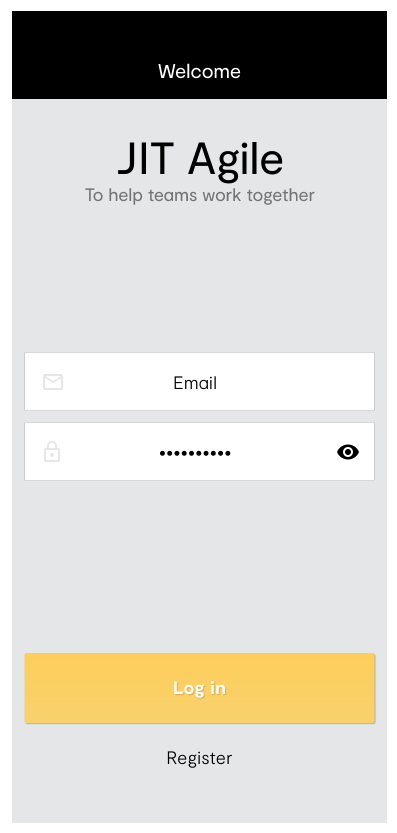 Welcome
JIT Agile
To help teams work together
Email
••••••••••
Log in
Register